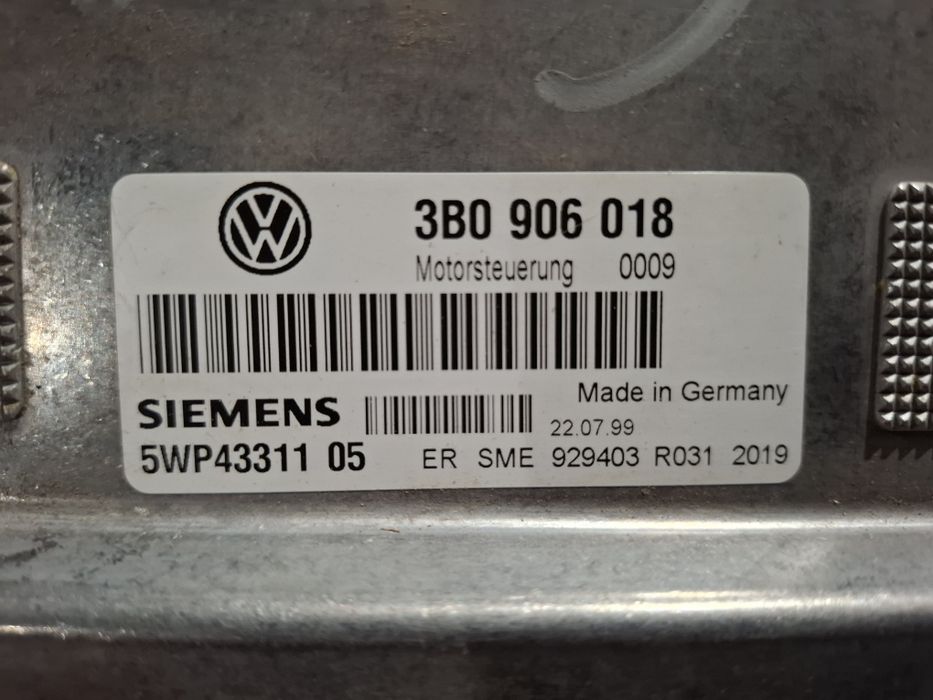 3B0 906 018
Motorsteuerung 0009
Made in Germany
SIEMENS
22.07.99
5WP43311 05 ER SME 929403 R031 2019